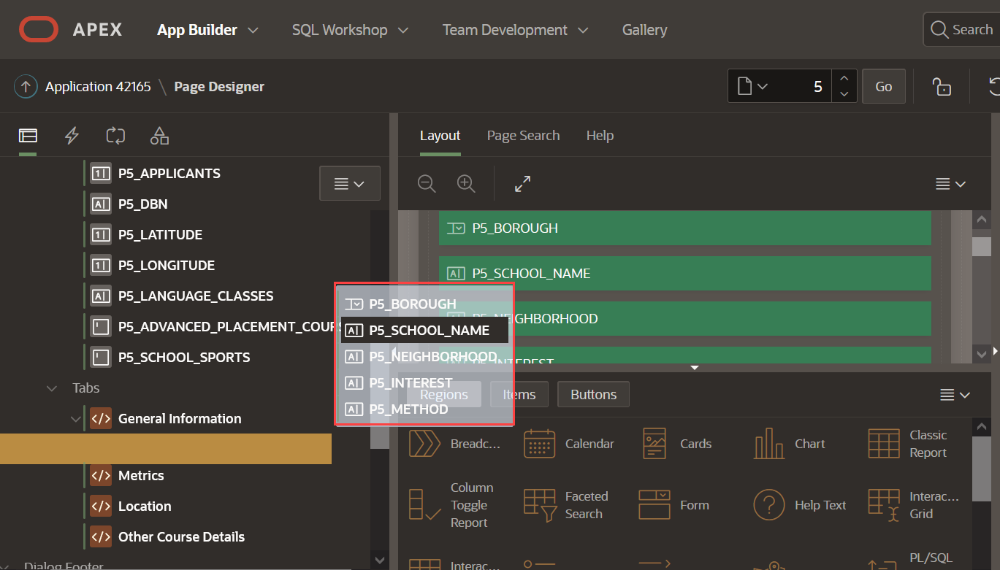 APEX App Builder SQL Workshop Team Development Gallery Search
Application 42165 \ Page Designer 5 Go
Layout Page Search Help
P5_APPLICANTS
P5_DBN
P5_LATITUDE
P5_LONGITUDE
P5_LANGUAGE_CLASSES
P5_ADVANCED_PLACEMENT_COURS
P5_SCHOOL_SPORTS
Tabs
General Information
Metrics
Location
Other Course Details
Dialog Footer
P5_BOROUGH
P5_SCHOOL_NAME
P5_NEIGHBORHOOD
P5_INTEREST
P5_BOROUGH
P5_SCHOOL_NAME
P5_NEIGHBORHOOD
P5_INTEREST
P5_METHOD
Regions Items Buttons
Breadc...
Calendar
Cards
Chart
Classic
Report
Column
Toggle
Report
Faceted
Search
Form
Help Text
Interac...
Grid
Interac...
PL/SQL